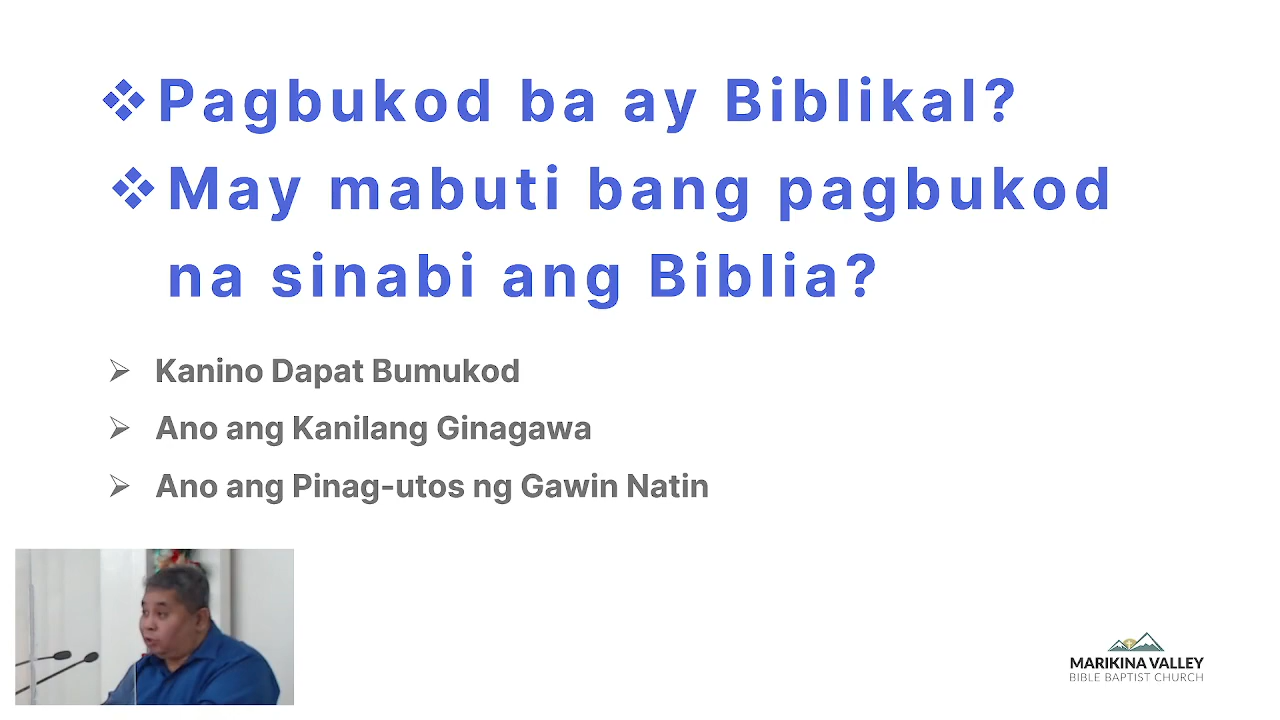 ❖Pagbukod ba ay Biblikal?
❖May mabuti bang pagbukod
na sinabi ang Biblia?
➢ Kanino Dapat Bumukod
➢ Ano ang Kanilang Ginagawa
➢ Ano ang Pinag-utos ng Gawin Natin
MARIKINA VALLEY
BIBLE BAPTIST CHURCH